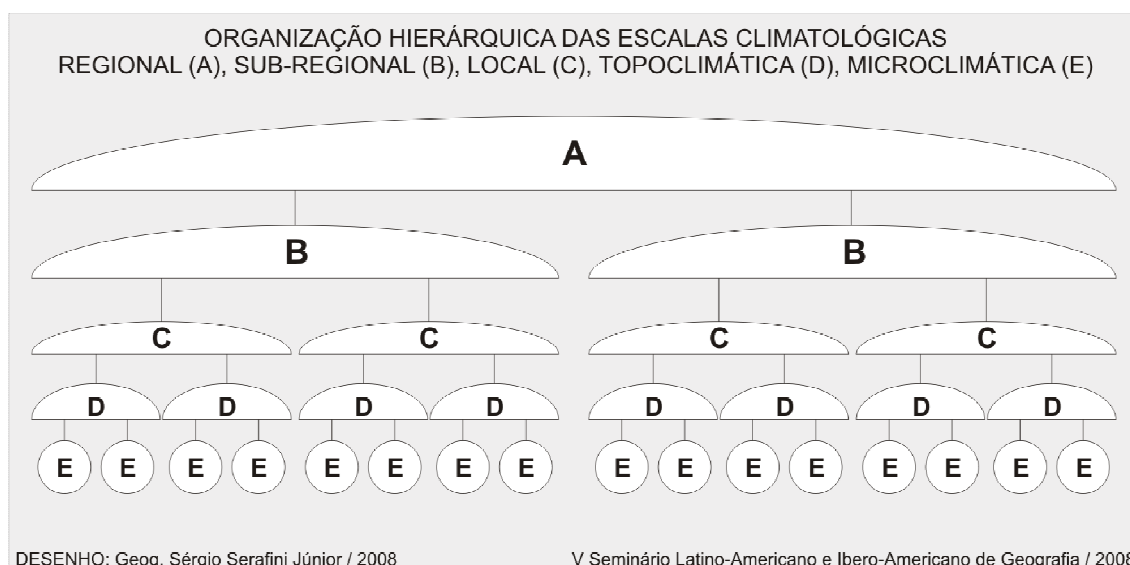 ORGANIZAÇÃO HIERÁRQUICA DAS ESCALAS CLIMATOLÓGICAS
REGIONAL (A), SUB-REGIONAL (B), LOCAL (C), TOPOCLIMÁTICA (D), MICROCLIMÁTICA (E)
A
B B
C C C C
D D D D D D D D
E E E E E E E E E E E E E E E E
DESENHO: Geog. Sérgio Serafini Júnior / 2008 V Seminário Latino-Americano e Ibero-Americano de Geografia / 2008